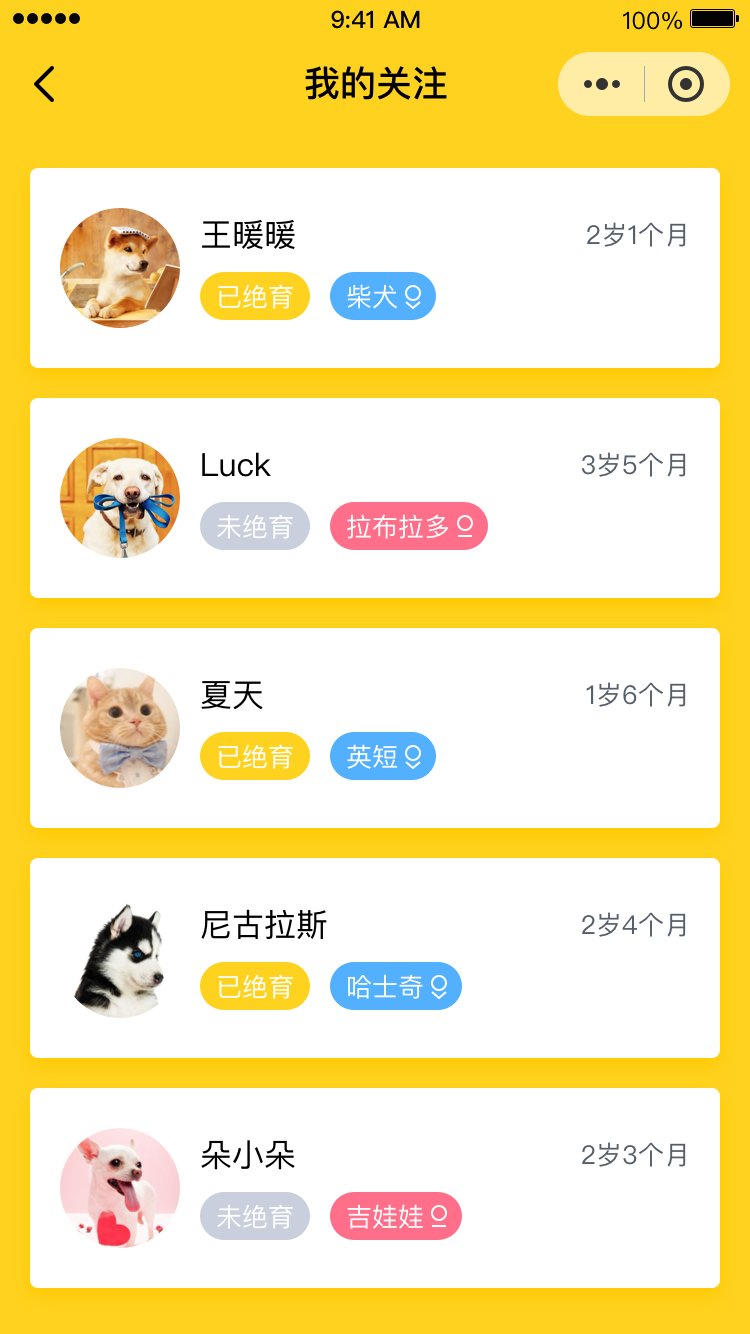 9:41 AM 100%
我的关注
王暖暖 2岁1个月
已绝育 柴犬
Luck 3岁5个月
未绝育 拉布拉多
夏天 1岁6个月
已绝育 英短
尼古拉斯 2岁4个月
已绝育 哈士奇
朵小朵 2岁3个月
未绝育 吉娃娃